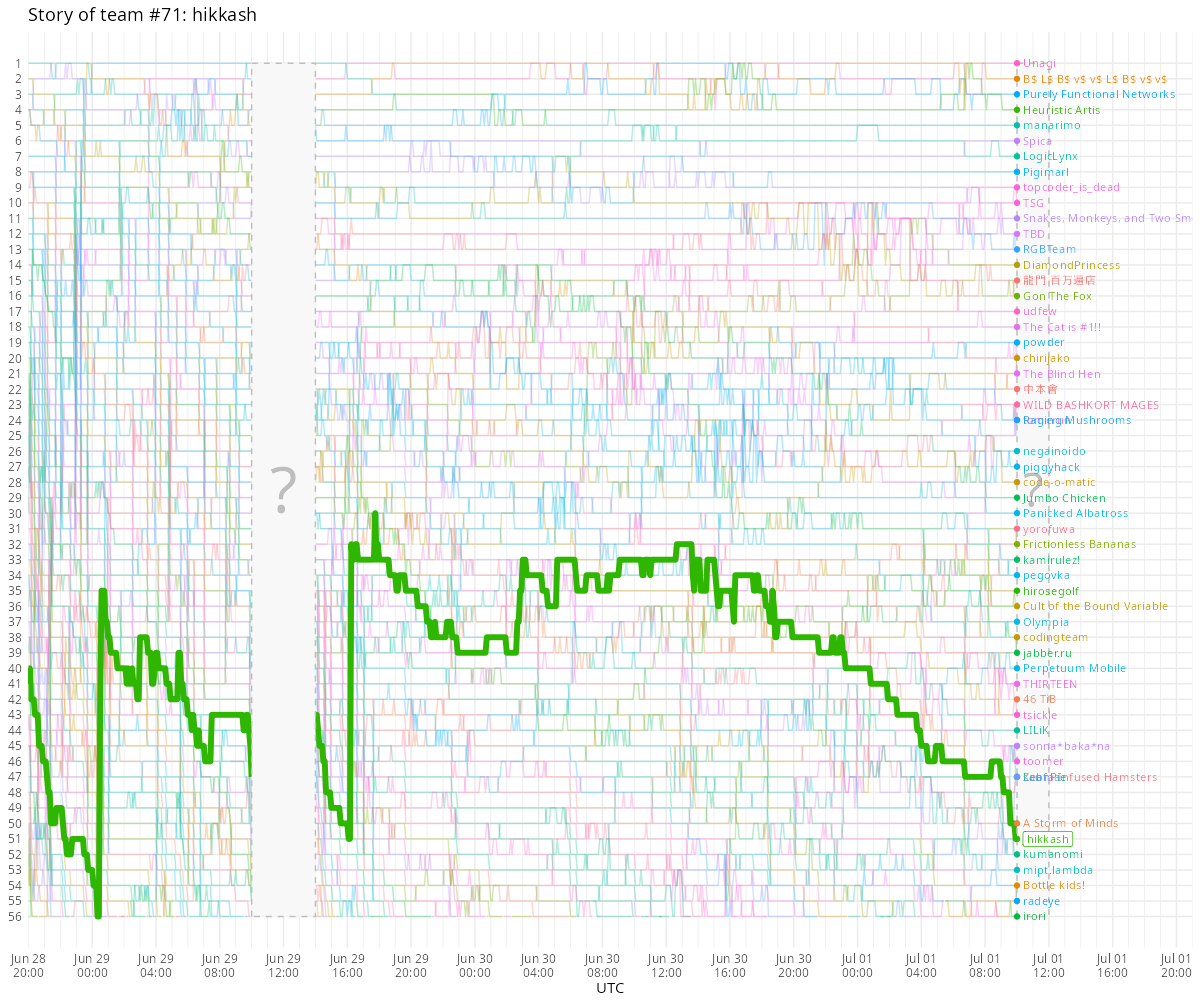 Story of team #71: hikkash
1
2
3
4
5
6
7
8
9
10
11
12
13
14
15
16
17
18
19
20
21
22
23
24
25
26
27
28
29
30
31
32
33
34
35
36
37
38
39
40
41
42
43
44
45
46
47
48
49
50
51
52
53
54
55
56
?
?
Unagi
B$ L$ B$ v$ v$ L$ B$ v$ v$
Purely Functional Networks
Heuristic Artis
manarimo
Spica
LogicLynx
Pigimarl
topcoder_is_dead
TSG
Snakes, Monkeys, and Two Sm
TBD
RGBTeam
DiamondPrincess
龍門 百万遍店
Gon The Fox
udfew
The Cat is #1!!
powder
chirijako
The Blind Hen
中本會
WILD BASHKORT MAGES
Raging Mushrooms
negainoido
piggyhack
code-o-matic
Jumbo Chicken
Panicked Albatross
yorofuwa
Frictionless Bananas
kamirulez!
pegovka
hirosegolf
Cult of the Bound Variable
Olympia
codingteam
jabber.ru
Perpetuum Mobile
THIRTEEN
46 TiB
tsickle
LILiK
sonna*baka*na
toomer
Hamsters
A Storm of Minds
hikkash
kumanomi
mipt.lambda
Bottle kids!
radeye
irori
Jun 28 20:00
Jun 29 00:00
Jun 29 04:00
Jun 29 08:00
Jun 29 12:00
Jun 29 16:00
Jun 29 20:00
Jun 30 00:00
Jun 30 04:00
Jun 30 08:00
Jun 30 12:00
Jun 30 16:00
Jun 30 20:00
Jul 01 00:00
Jul 01 04:00
Jul 01 08:00
Jul 01 12:00
Jul 01 16:00
Jul 01 20:00
UTC